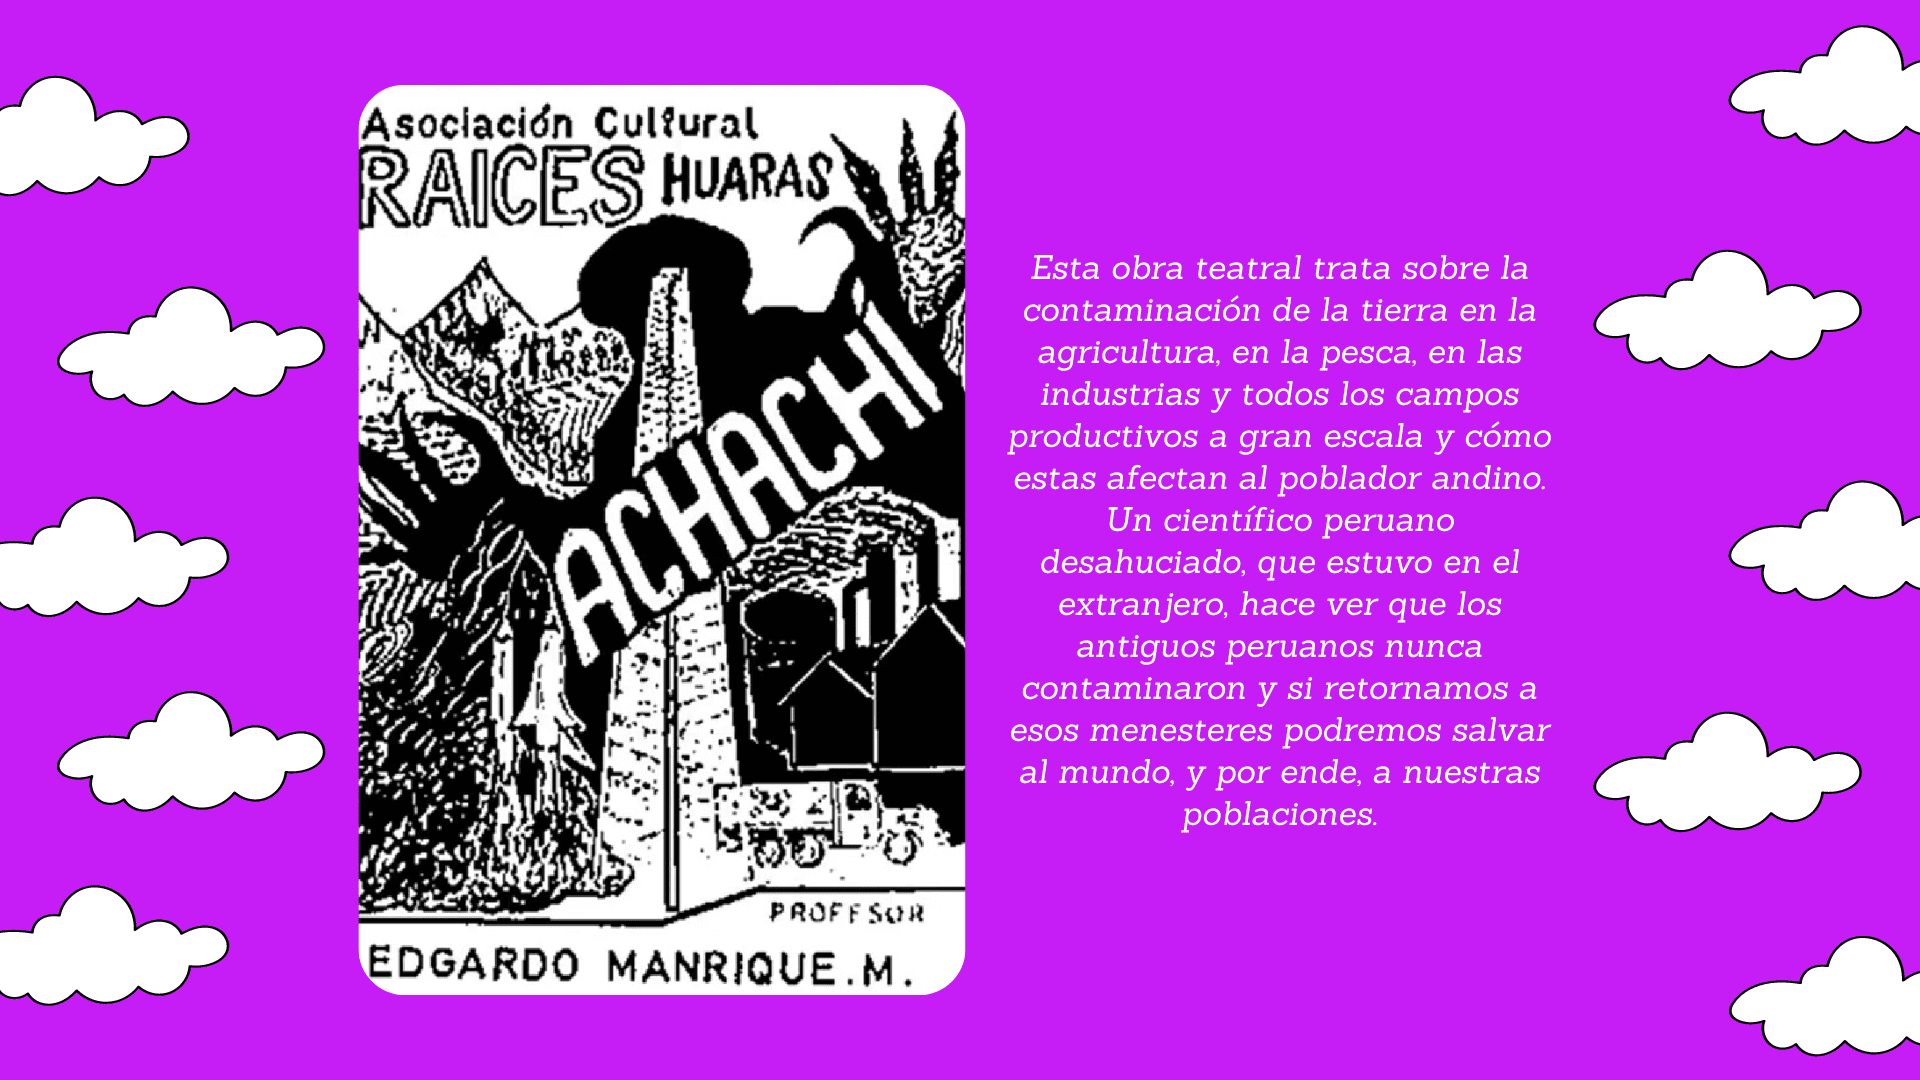 Asociación Cultural
RAICES HUARAS
ACHACHI
PROFESOR
EDGARDO MANRIQUE.M.
Esta obra teatral trata sobre la
contaminación de la tierra en la
agricultura, en la pesca, en las
industrias y todos los campos
productivos a gran escala y cómo
estas afectan al poblador andino.
Un científico peruano
desahuciado, que estuvo en el
extranjero, hace ver que los
antiguos peruanos nunca
contaminaron y si retornamos a
esos menesteres podremos salvar
al mundo, y por ende, a nuestras
poblaciones.